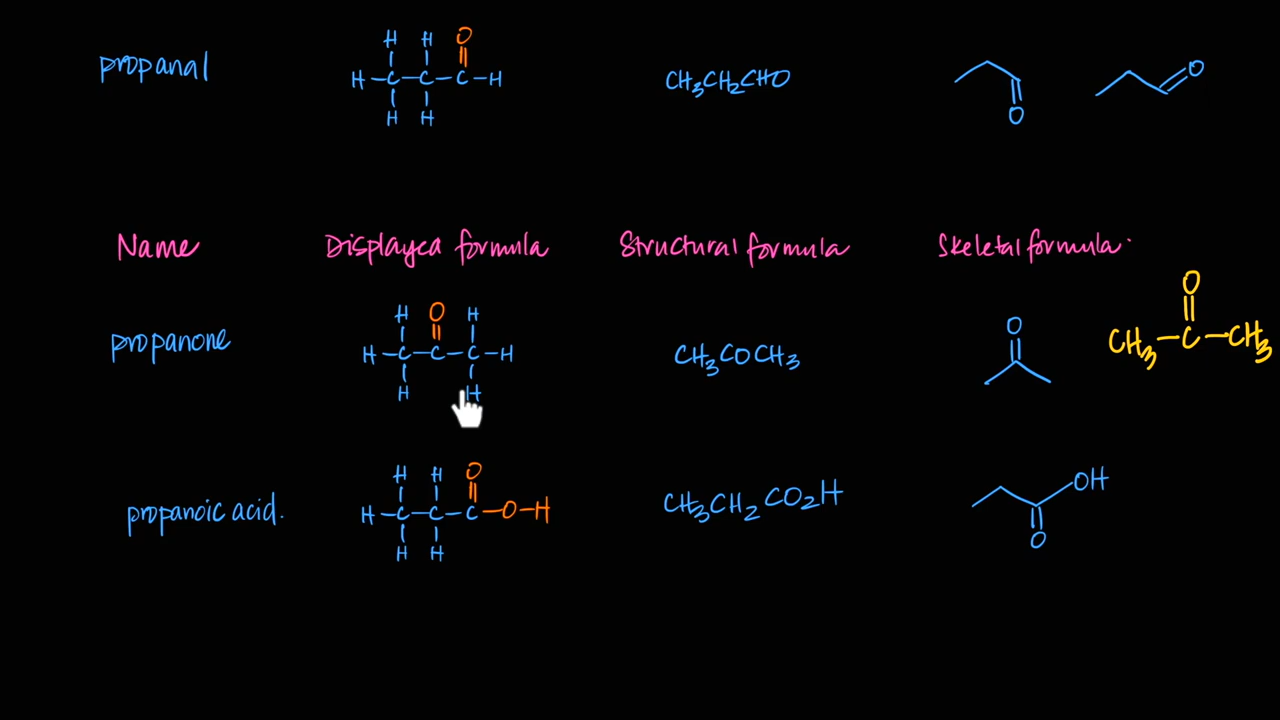 propanal
H H O
H C C C H
H H
CH3CH2CHO
O
O
Name Displayed formula Structural formula Skeletal formula
propanone
H O H
H C C C H
H H
CH3COCH3
O
O
CH3 C CH3
propanoic acid.
H H O
H C C C O H
H H
CH3CH2CO2H
OH
O